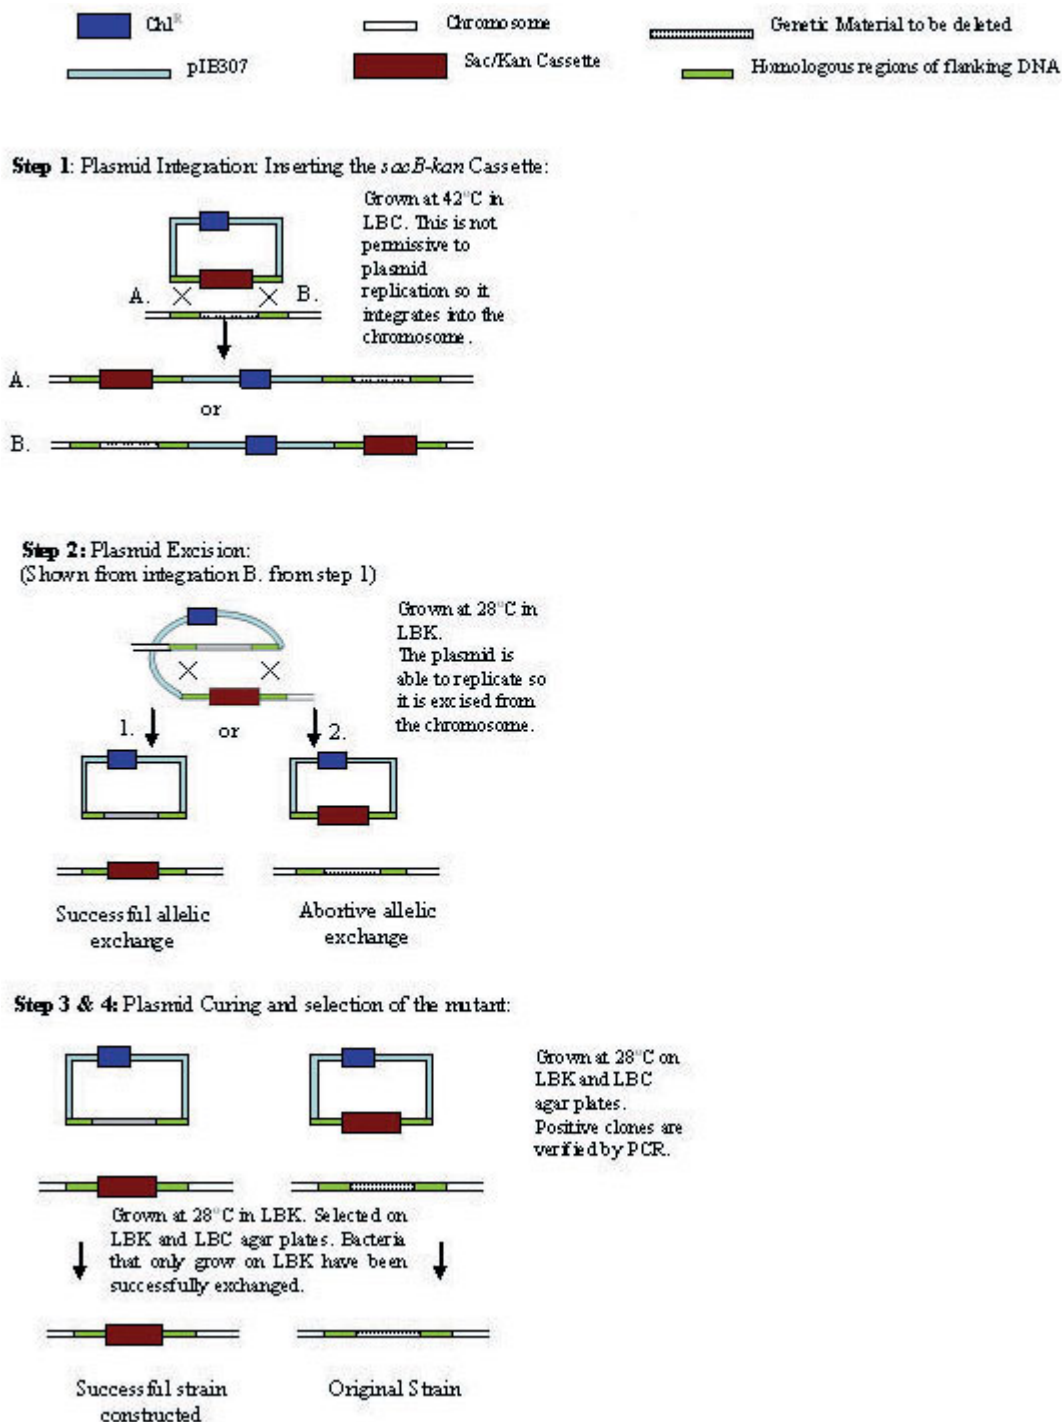 Chl^R
Chromosome
Genetic Material to be deleted
pIB307
Sac/Kan Cassette
Homologous regions of flanking DNA
Step 1: Plasmid Integration: Inserting the sacB-kan Cassette:
Grown at 42°C in
LBC. This is not
permissive to
plasmid
replication so it
integrates into the
chromosome.
A.
B.
A.
or
B.
Step 2: Plasmid Excision:
(Shown from integration B. from step 1)
Grown at 28°C in
LBK.
The plasmid is
able to replicate so
it is excised from
the chromosome.
1.
or
2.
Successful allelic
exchange
Abortive allelic
exchange
Step 3 & 4: Plasmid Curing and selection of the mutant:
Grown at 28°C on
LBK and LBC
agar plates.
Positive clones are
verified by PCR.
Grown at 28°C in LBK. Selected on
LBK and LBC agar plates. Bacteria
that only grow on LBK have been
successfully exchanged.
Successful strain
constructed
Original Strain